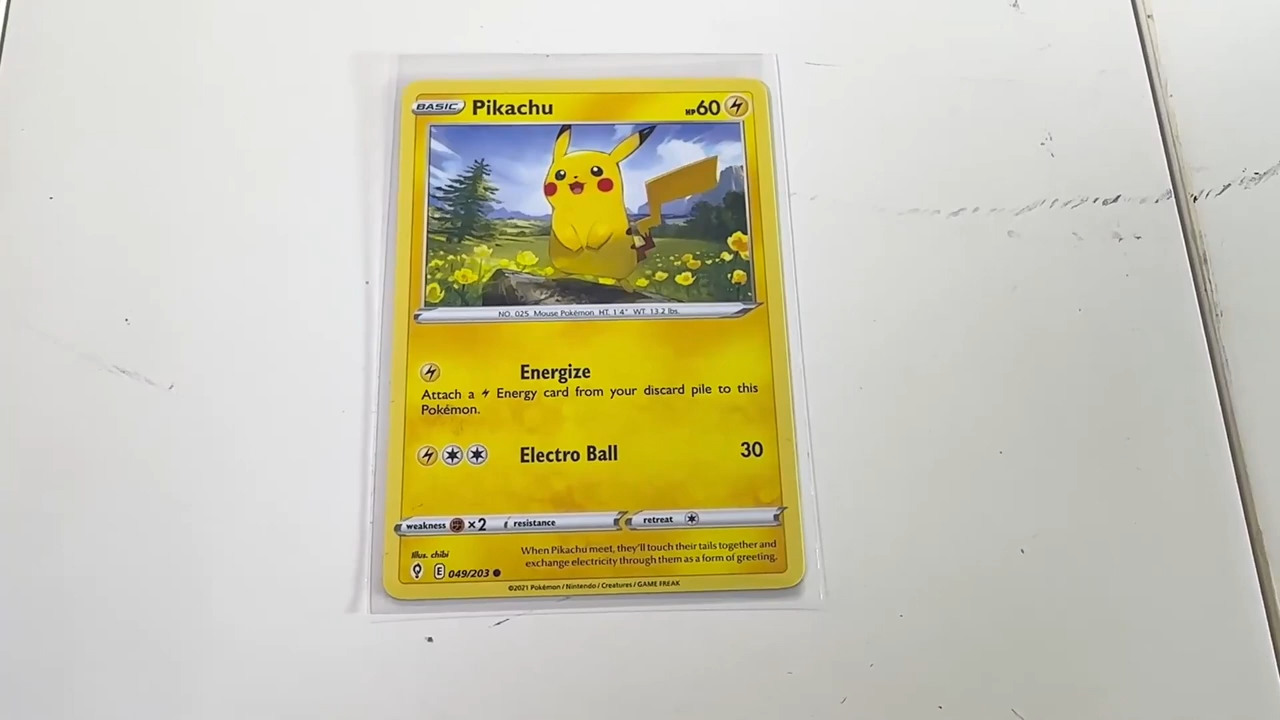 BASIC Pikachu HP60
NO. 025 Mouse Pokémon HT. 1'4" WT. 13.2 lbs.
Energize
Attach a Energy card from your discard pile to this
Pokémon.
Electro Ball 30
weakness ×2 resistance retreat
Illus. chibi
When Pikachu meet, they'll touch their tails together and
exchange electricity through them as a form of greeting.
E 049/203
©2021 Pokémon / Nintendo / Creatures / GAME FREAK